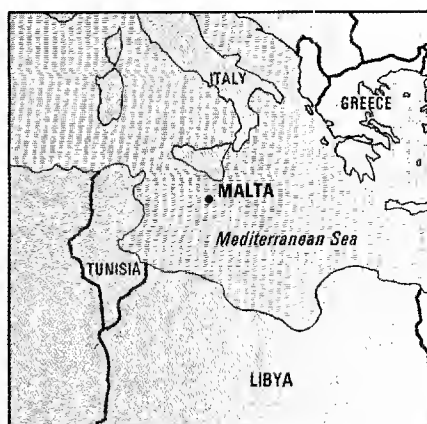 ITALY
GREECE
MALTA
Mediterranean Sea
TUNISIA
LIBYA